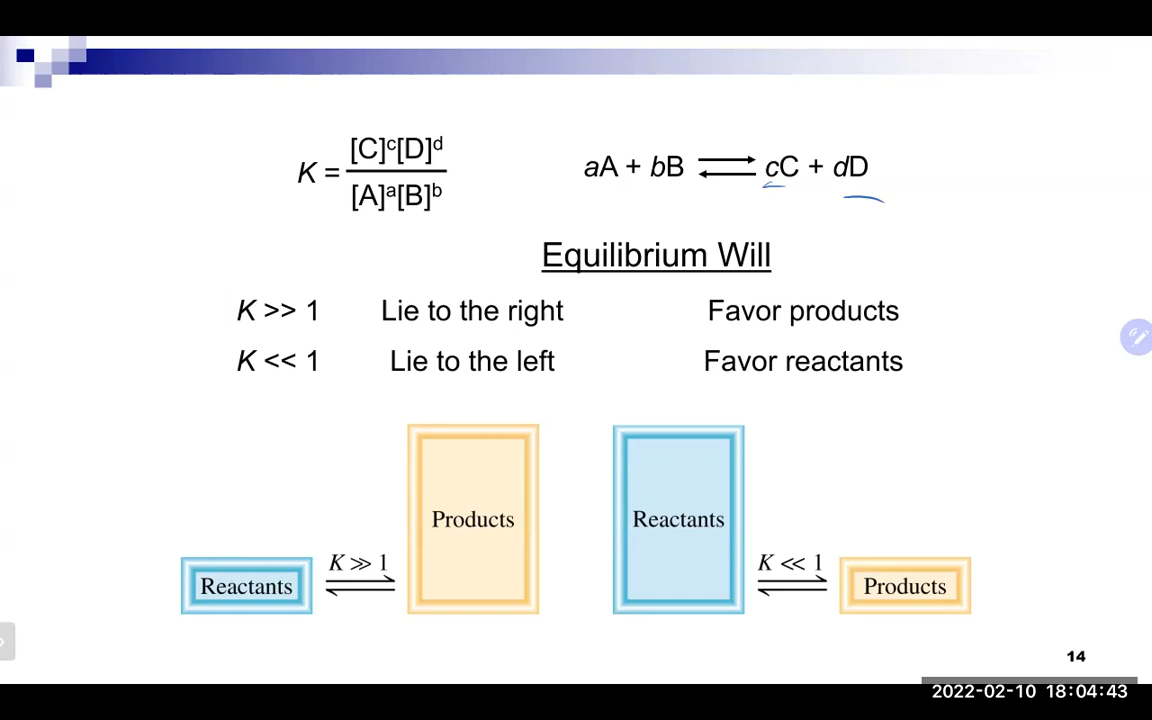 K = [C]ᶜ[D]ᵈ / [A]ᵃ[B]ᵇ aA + bB ⇌ cC + dD
Equilibrium Will
K >> 1 Lie to the right Favor products
K << 1 Lie to the left Favor reactants
Products Reactants
K ≫ 1 K << 1
Reactants Products
14
2022-02-10 18:04:43